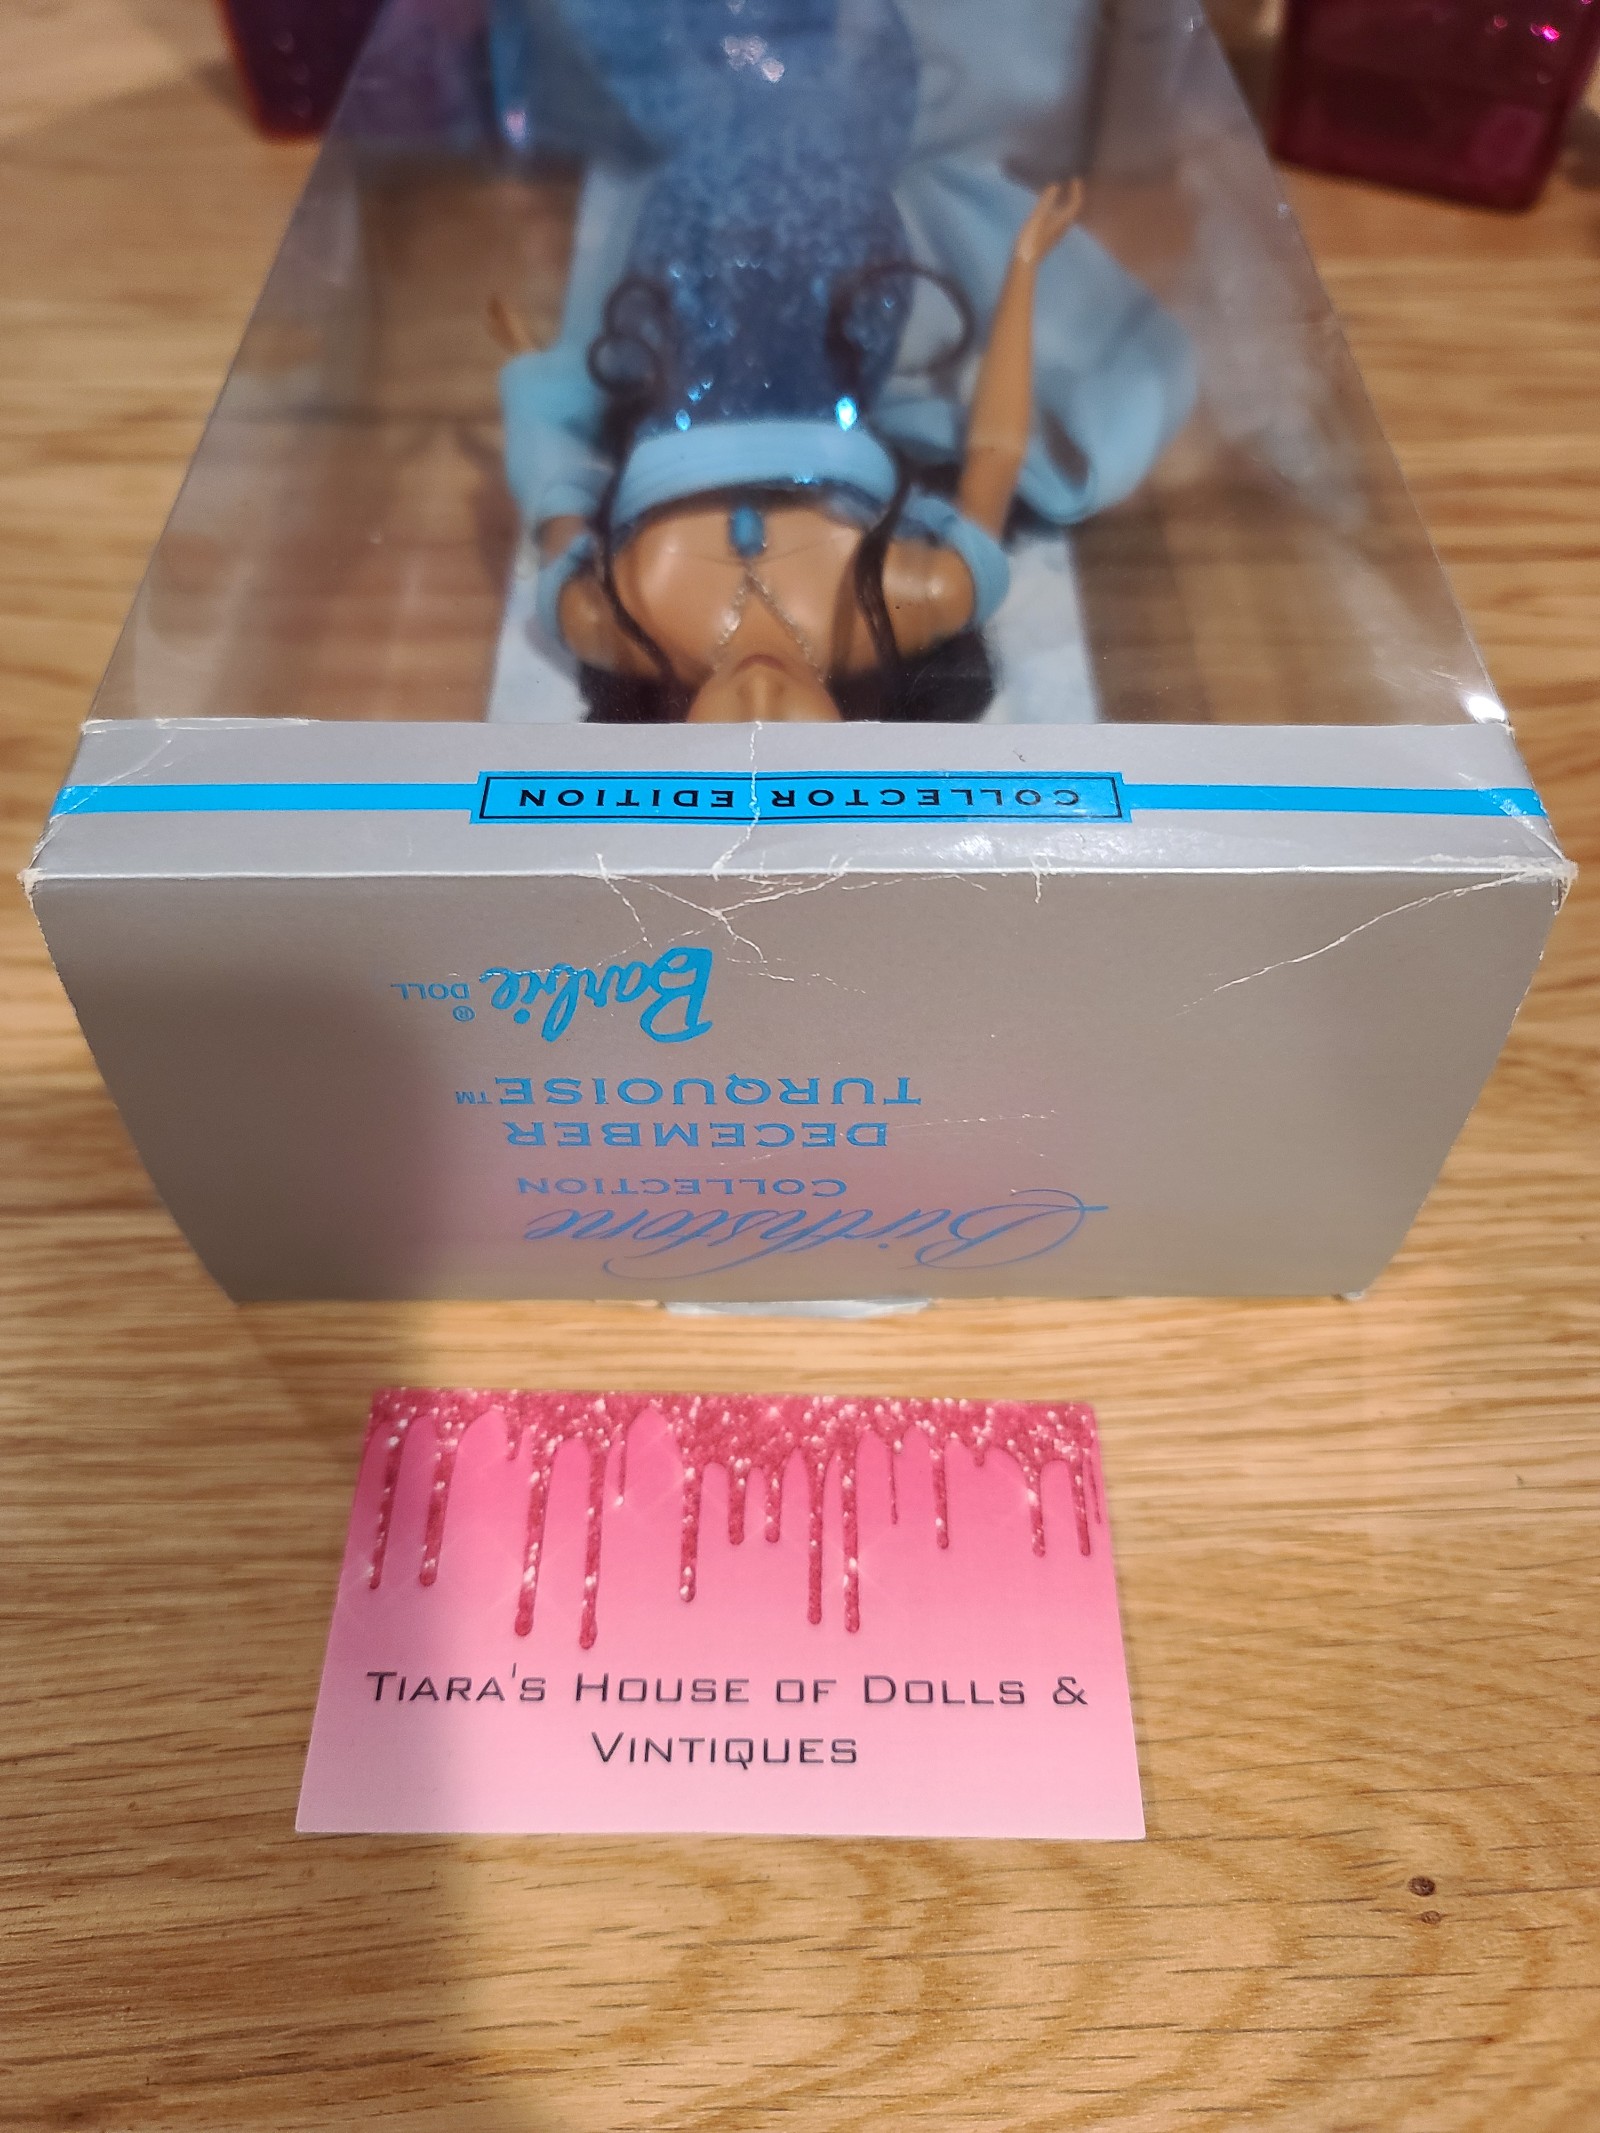 COLLECTOR EDITION
Birthstone
COLLECTION
DECEMBER
TURQUOISE™
Barbie® DOLL
TIARA'S HOUSE OF DOLLS &
VINTIQUES